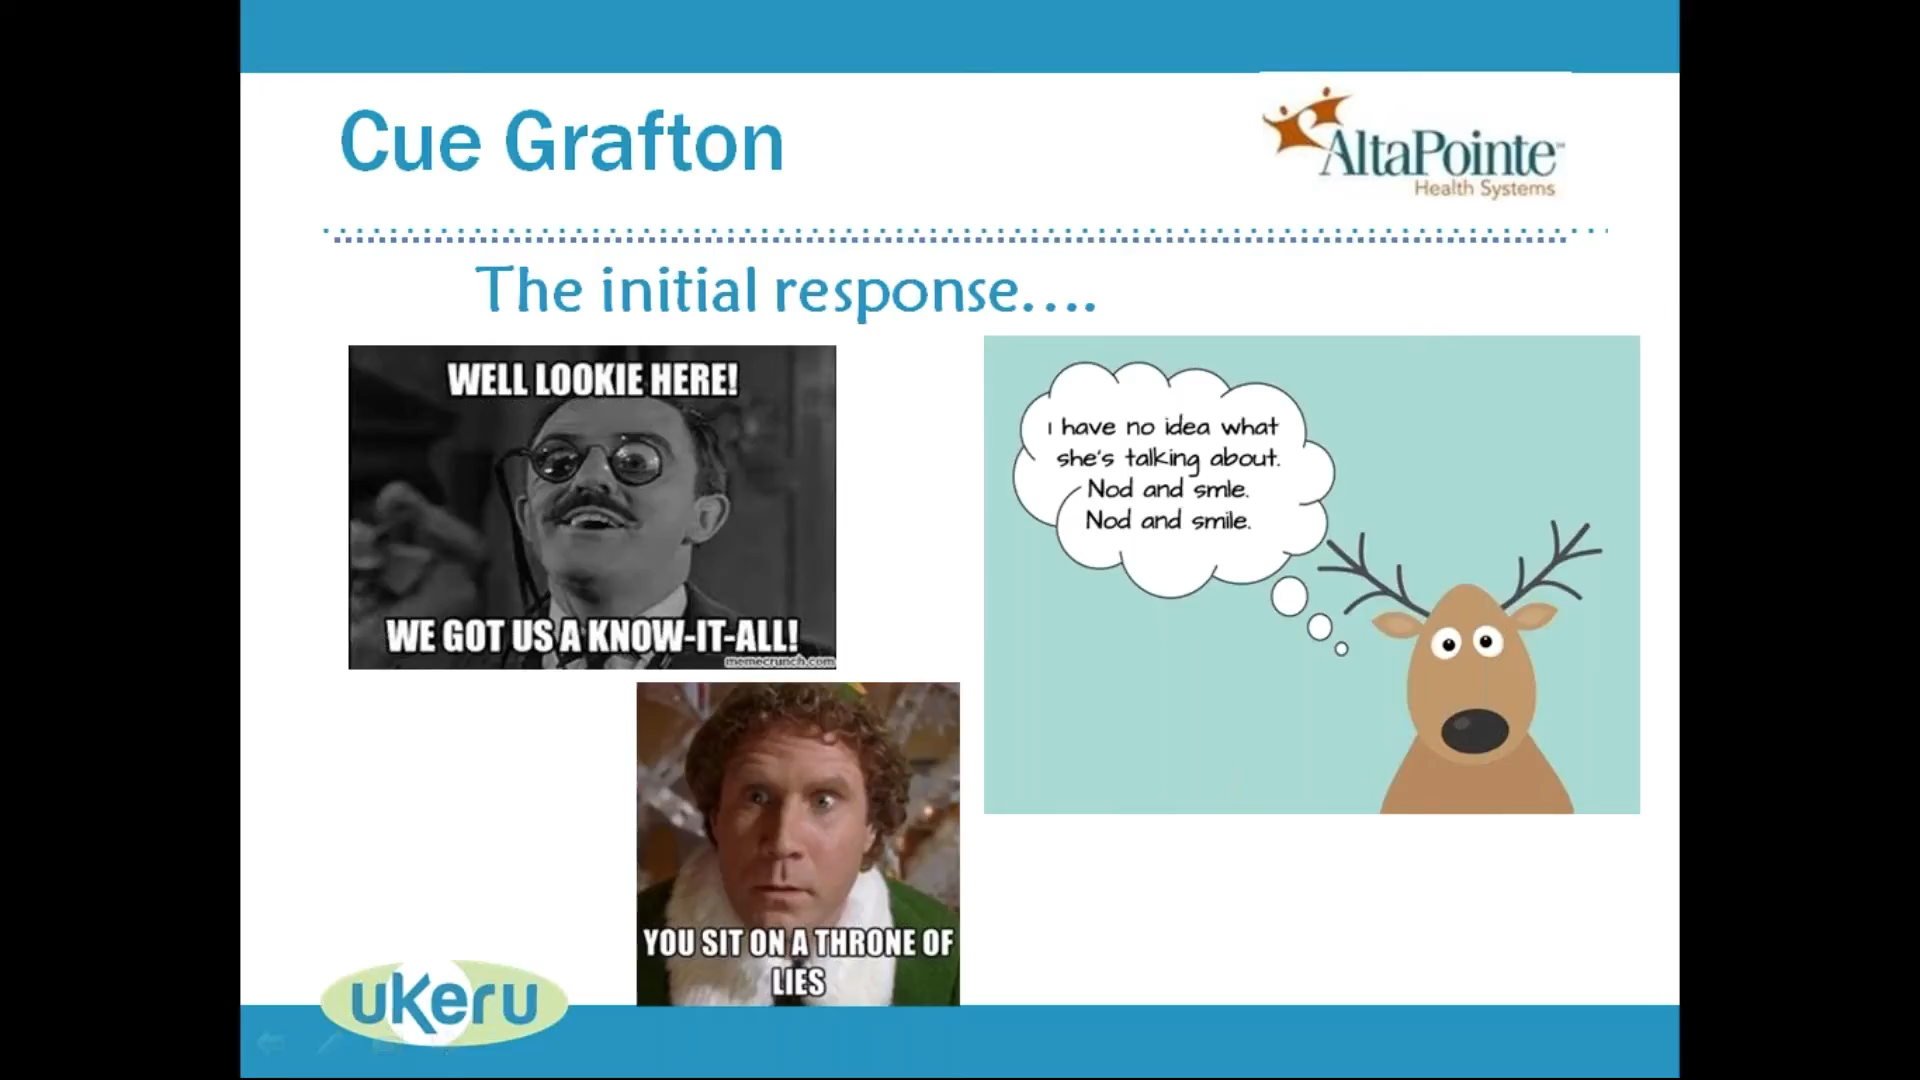 Cue Grafton
AltaPointe
Health Systems
The initial response....
WELL LOOKIE HERE!
WE GOT US A KNOW-IT-ALL!
memecrunch.com
I have no idea what
she's talking about.
Nod and smle.
Nod and smile.
YOU SIT ON A THRONE OF
LIES
uKeru